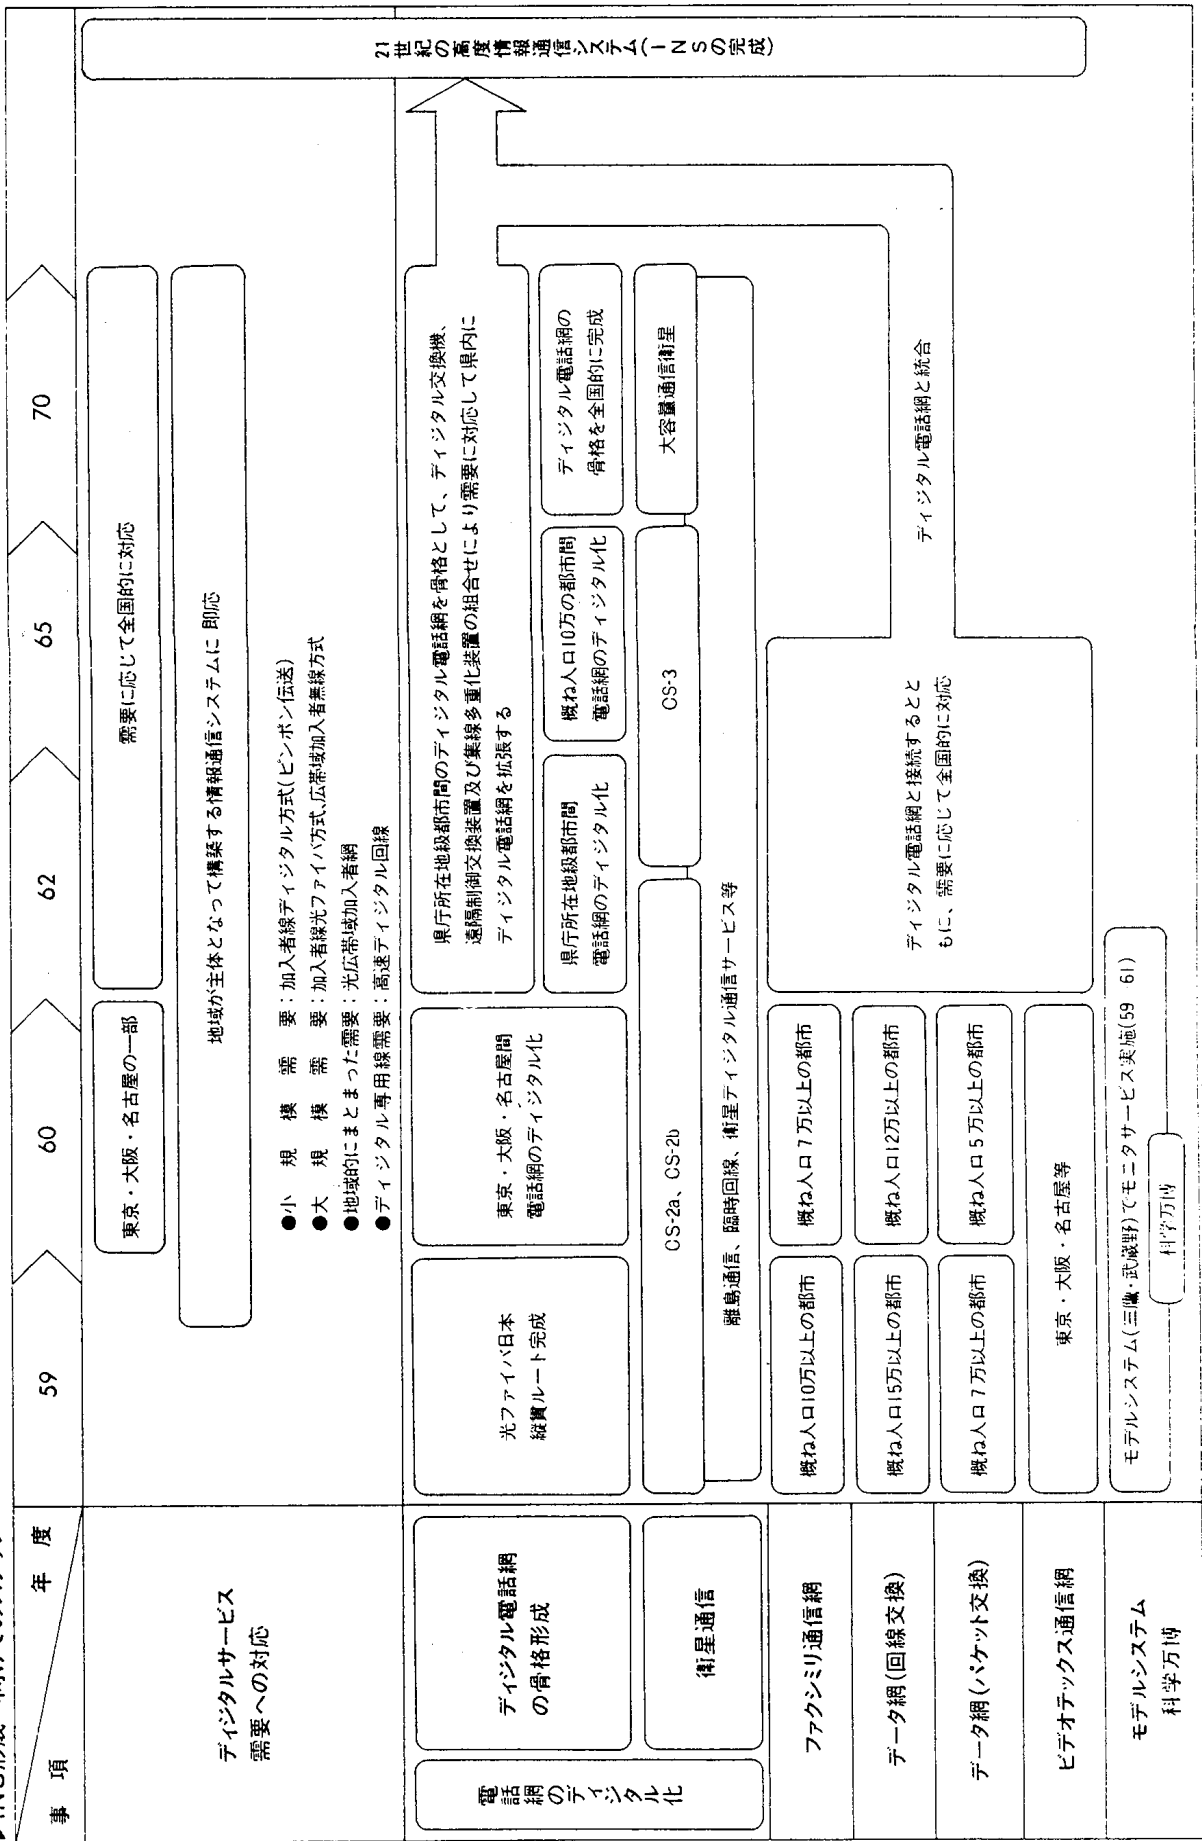 事 項
年 度
59
60
62
65
70
ディジタルサービス
需要への対応
東京・大阪・名古屋の一部
需要に応じて全国的に対応
地域が主体となって構築する情報通信システムに即応
●小規模需要：加入者線ディジタル方式(ピンポン伝送)
●大規模需要：加入者線光ファイバ方式、広帯域加入者無線方式
●地域的にまとまった需要：光広帯域加入者網
●ディジタル専用線需要：高速ディジタル回線
電話網のディジタル化
ディジタル電話網
の骨格形成
光ファイバ日本
縦貫ルート完成
東京・大阪・名古屋間
電話網のディジタル化
県庁所在地級都市間のディジタル電話網を骨格として、ディジタル交換機、
遠隔制御交換装置及び集線多重化装置の組合せにより需要に対応して県内に
ディジタル電話網を拡張する
県庁所在地級都市間
電話網のディジタル化
概ね人口10万の都市間
電話網のディジタル化
ディジタル電話網の
骨格を全国的に完成
衛星通信
CS-2a、CS-2b
CS-3
大容量通信衛星
離島通信、臨時回線、衛星ディジタル通信サービス等
ファクシミリ通信網
概ね人口10万以上の都市
概ね人口7万以上の都市
データ網(回線交換)
概ね人口15万以上の都市
概ね人口12万以上の都市
データ網(パケット交換)
概ね人口7万以上の都市
概ね人口5万以上の都市
ビデオテックス通信網
東京・大阪・名古屋等
ディジタル電話網と接続するとと
もに、需要に応じて全国的に対応
ディジタル電話網と統合
モデルシステム
科学万博
モデルシステム(三鷹・武蔵野)でモニタサービス実施(59 61)
科学万博
21世紀の高度情報通信システム(INSの完成)